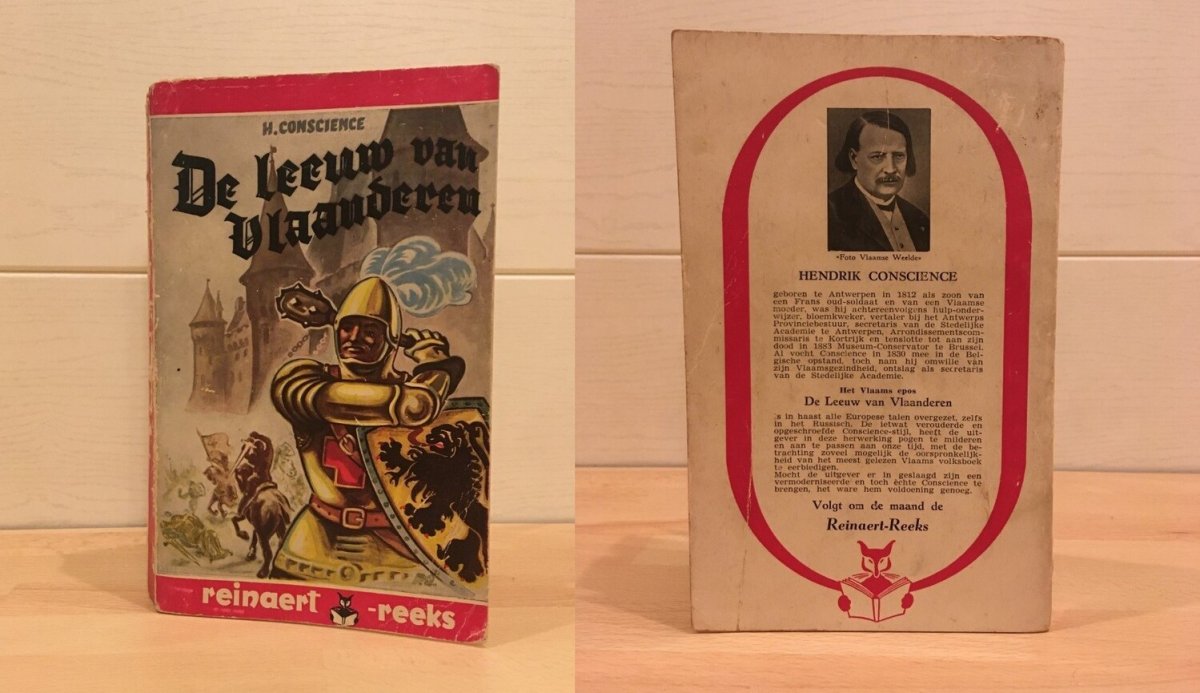 H. CONSCIENCE
De leeuw van
Vlaanderen
reinaert -reeks
«Foto Vlaamse Weelde»
HENDRIK CONSCIENCE
geboren te Antwerpen in 1812 als zoon van
een Frans oud-soldaat en van een Vlaamse
moeder, was hij achtereenvolgens hulp-onder-
wijzer, bloemkweker, vertaler bij het Antwerps
Provinciebestuur, secretaris van de Stedelijke
Academie te Antwerpen, Arrondissementscom-
missaris te Kortrijk en tenslotte tot aan zijn
dood in 1883 Museum-Conservator te Brussel.
Al vocht Conscience in 1830 mee in de Bel-
gische opstand, toch nam hij omwille van
zijn Vlaamsgezindheid, ontslag als secretaris
van de Stedelijke Academie.
Het Vlaams epos
De Leeuw van Vlaanderen
is in haast alle Europese talen overgezet, zelfs
in het Russisch. De ietwat verouderde en
opgeschroefde Conscience-stijl, heeft de uit-
gever in deze herwerking pogen te milderen
en aan te passen aan onze tijd, met de be-
trachting zoveel mogelijk de oorspronkelijk-
heid van het meest gelezen Vlaams volksboek
te eerbiedigen.
Mocht de uitgever er in geslaagd zijn een
vermoderniseerde en toch échte Conscience te
brengen, het ware hem voldoening genoeg.
Volgt om de maand de
Reinaert-Reeks